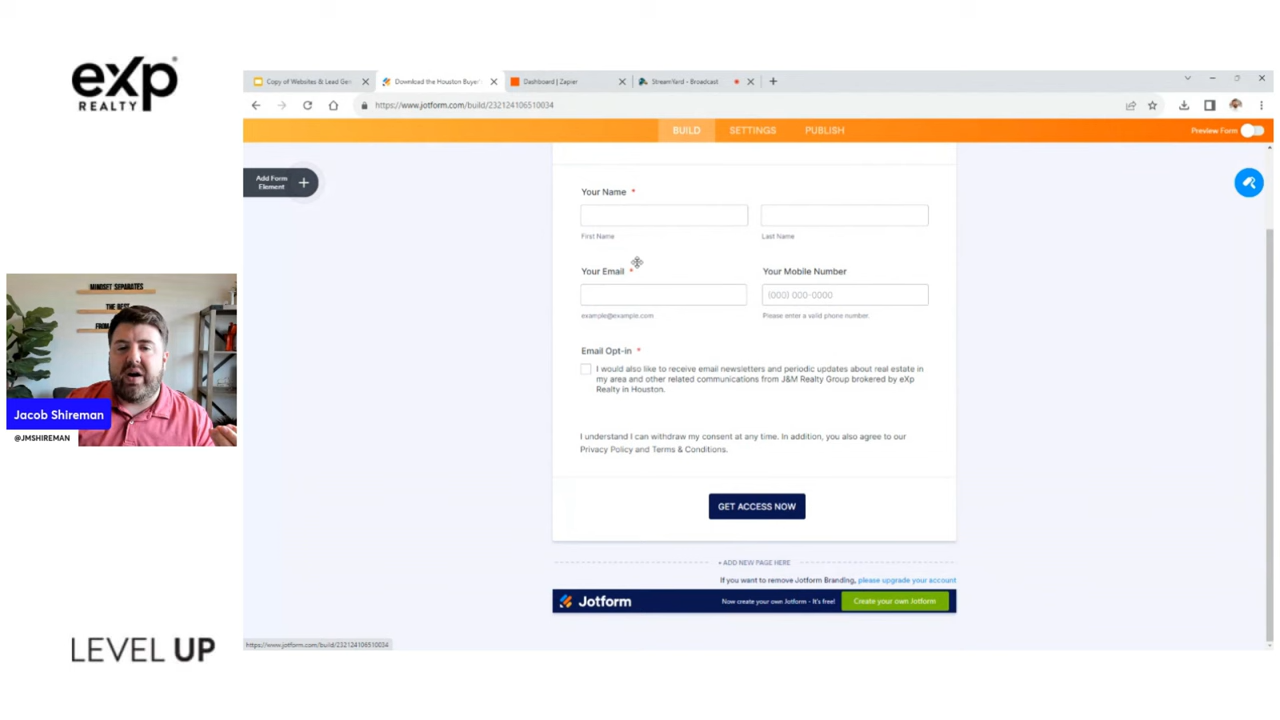 eXp
REALTY
Copy of Websites & Lead Gen
Download the Houston Buyer's
Dashboard | Zapier
StreamYard - Broadcast
https://www.jotform.com/build/232124106510034
BUILD
SETTINGS
PUBLISH
Preview Form
Add Form
Element
Your Name *
First Name
Last Name
Your Email *
Your Mobile Number
(000) 000-0000
example@example.com
Please enter a valid phone number.
Email Opt-in *
I would also like to receive email newsletters and periodic updates about real estate in
my area and other related communications from J&M Realty Group brokered by eXp
Realty in Houston.
I understand I can withdraw my consent at any time. In addition, you also agree to our
Privacy Policy and Terms & Conditions.
GET ACCESS NOW
+ ADD NEW PAGE HERE
If you want to remove Jotform Branding, please upgrade your account
Jotform
Now create your own Jotform - It's free!
Create your own Jotform
https://www.jotform.com/build/232124106510034
MINDSET SEPARATES
THE BEST
FROM
Jacob Shireman
@JMSHIREMAN
LEVEL UP